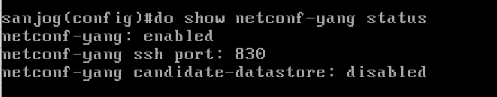 sanjog(config)#do show netconf-yang status
netconf-yang: enabled
netconf-yang ssh port: 830
netconf-yang candidate-datastore: disabled